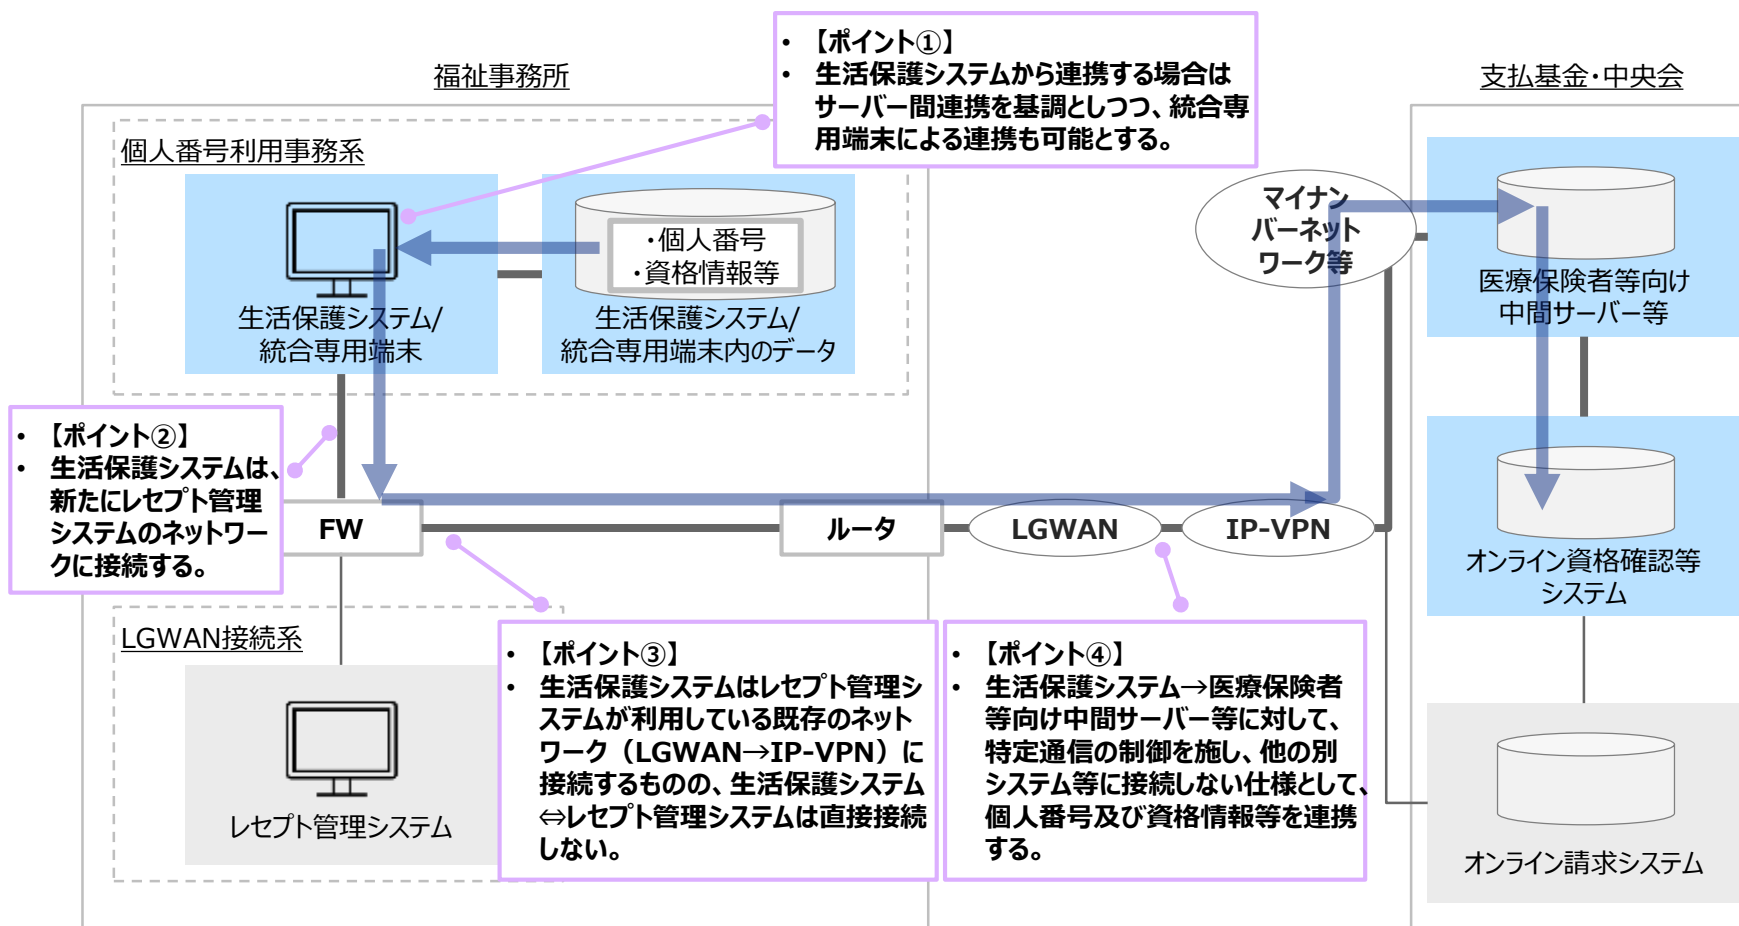 福祉事務所
支払基金・中央会
• 【ポイント①】
• 生活保護システムから連携する場合は
サーバー間連携を基調としつつ、統合専
用端末による連携も可能とする。
個人番号利用事務系
・個人番号
・資格情報等
生活保護システム/
統合専用端末
生活保護システム/
統合専用端末内のデータ
マイナン
バーネット
ワーク等
医療保険者等向け
中間サーバー等
• 【ポイント②】
• 生活保護システムは、
新たにレセプト管理
システムのネットワー
クに接続する。
FW
ルータ
LGWAN
IP-VPN
オンライン資格確認等
システム
LGWAN接続系
レセプト管理システム
• 【ポイント③】
• 生活保護システムはレセプト管理シ
ステムが利用している既存のネット
ワーク（LGWAN→IP-VPN）に
接続するものの、生活保護システム
⇔レセプト管理システムは直接接続
しない。
• 【ポイント④】
• 生活保護システム→医療保険者
等向け中間サーバー等に対して、
特定通信の制御を施し、他の別
システム等に接続しない仕様として、
個人番号及び資格情報等を連携
する。
オンライン請求システム